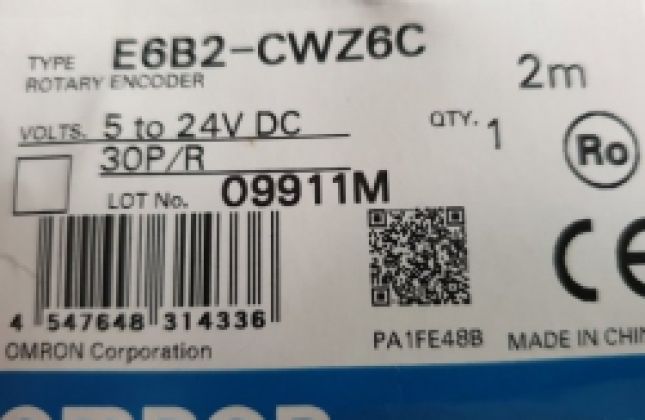 TYPE E6B2-CWZ6C
ROTARY ENCODER 2m
VOLTS. 5 to 24V DC QTY. 1
30P/R Ro
LOT No. 09911M
CE
4 547648 314336
PA1FE48B MADE IN CHIN
OMRON Corporation
OMRON